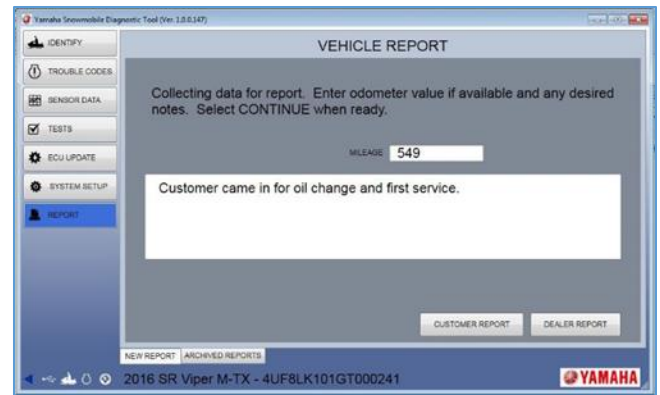 Yamaha Snowmobile Diagnostic Tool (Ver. 1.0.0.147)
IDENTIFY
TROUBLE CODES
SENSOR DATA
TESTS
ECU UPDATE
SYSTEM SETUP
REPORT
VEHICLE REPORT
Collecting data for report. Enter odometer value if available and any desired
notes. Select CONTINUE when ready.
MILEAGE 549
Customer came in for oil change and first service.
CUSTOMER REPORT DEALER REPORT
NEW REPORT ARCHIVED REPORTS
2016 SR Viper M-TX - 4UF8LK101GT000241
YAMAHA